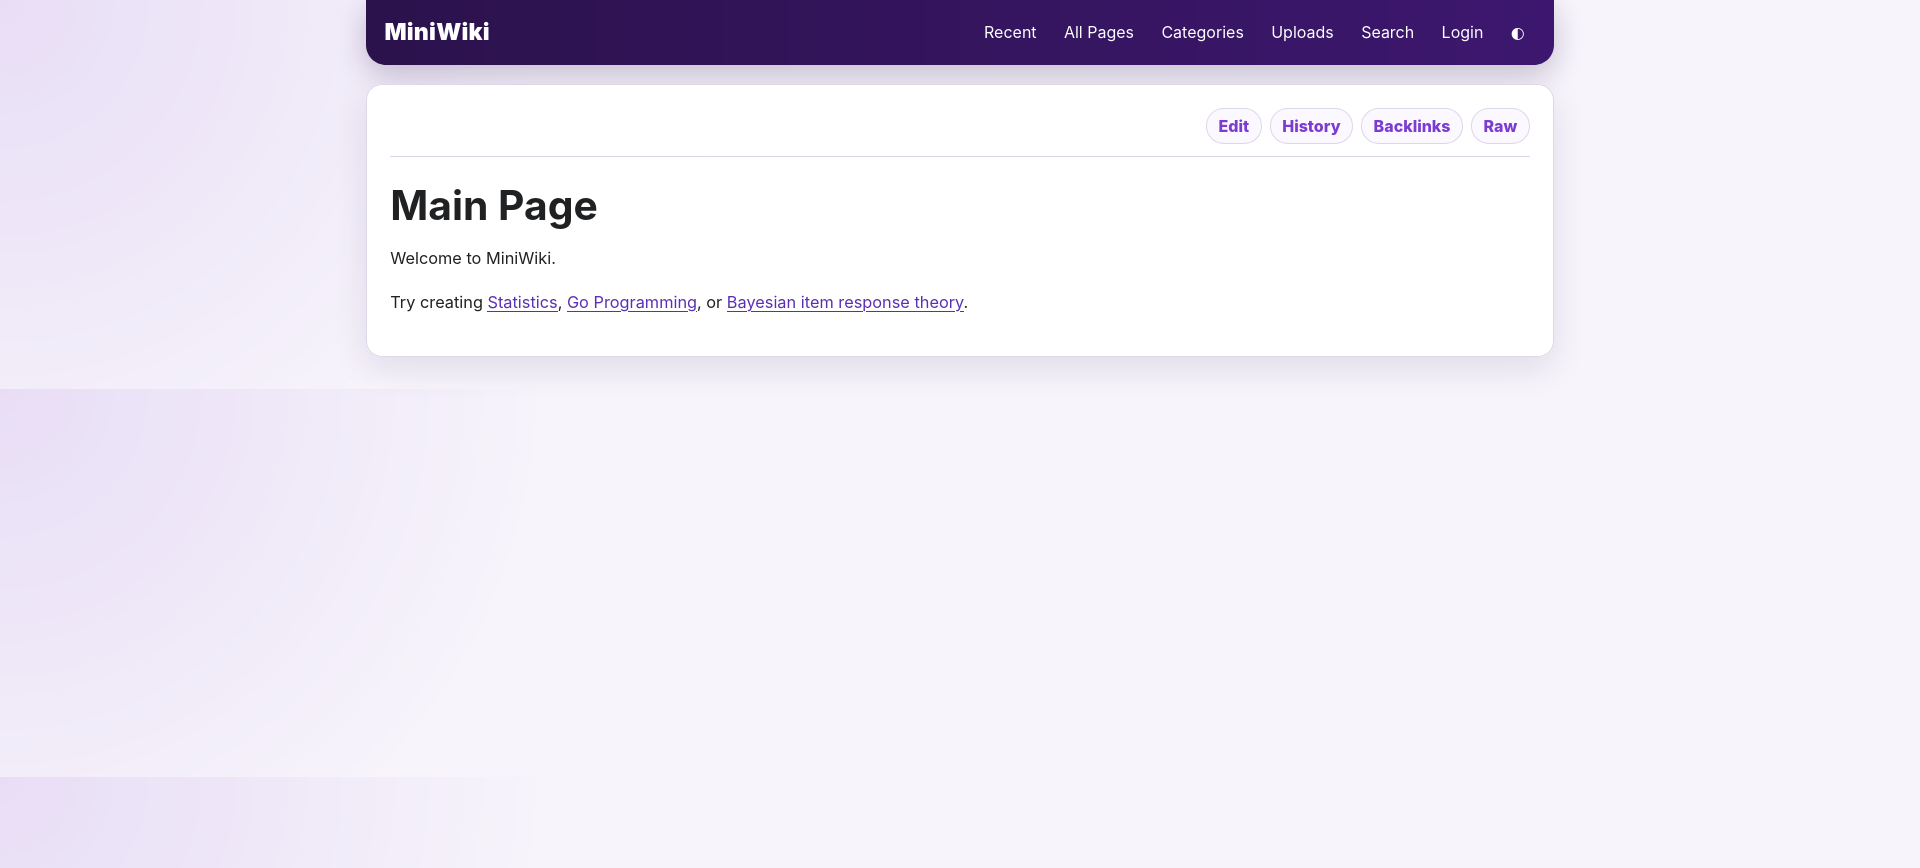 MiniWiki
Recent All Pages Categories Uploads Search Login
Edit History Backlinks Raw
Main Page
Welcome to MiniWiki.
Try creating Statistics, Go Programming, or Bayesian item response theory.